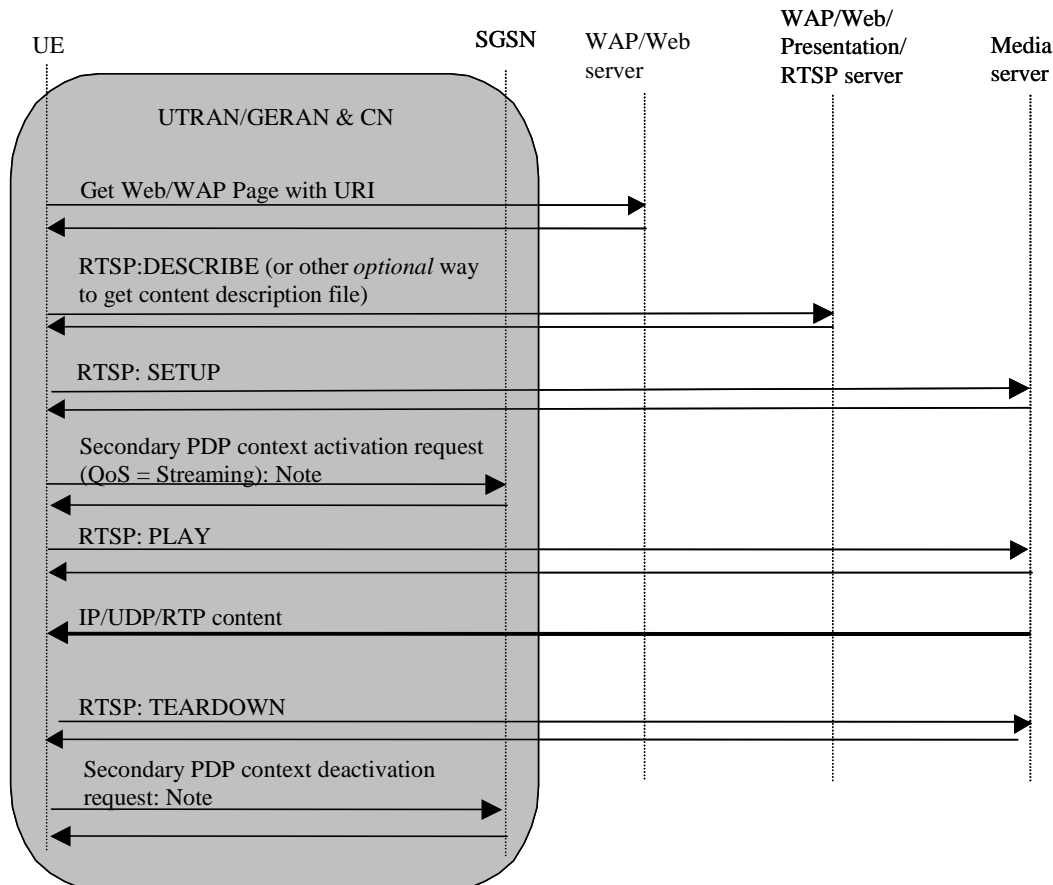 UE
SGSN
WAP/Web
server
WAP/Web/
Presentation/
RTSP server
Media
server
UTRAN/GERAN & CN
Get Web/WAP Page with URI
RTSP:DESCRIBE (or other optional way
to get content description file)
RTSP: SETUP
Secondary PDP context activation request
(QoS = Streaming): Note
RTSP: PLAY
IP/UDP/RTP content
RTSP: TEARDOWN
Secondary PDP context deactivation
request: Note